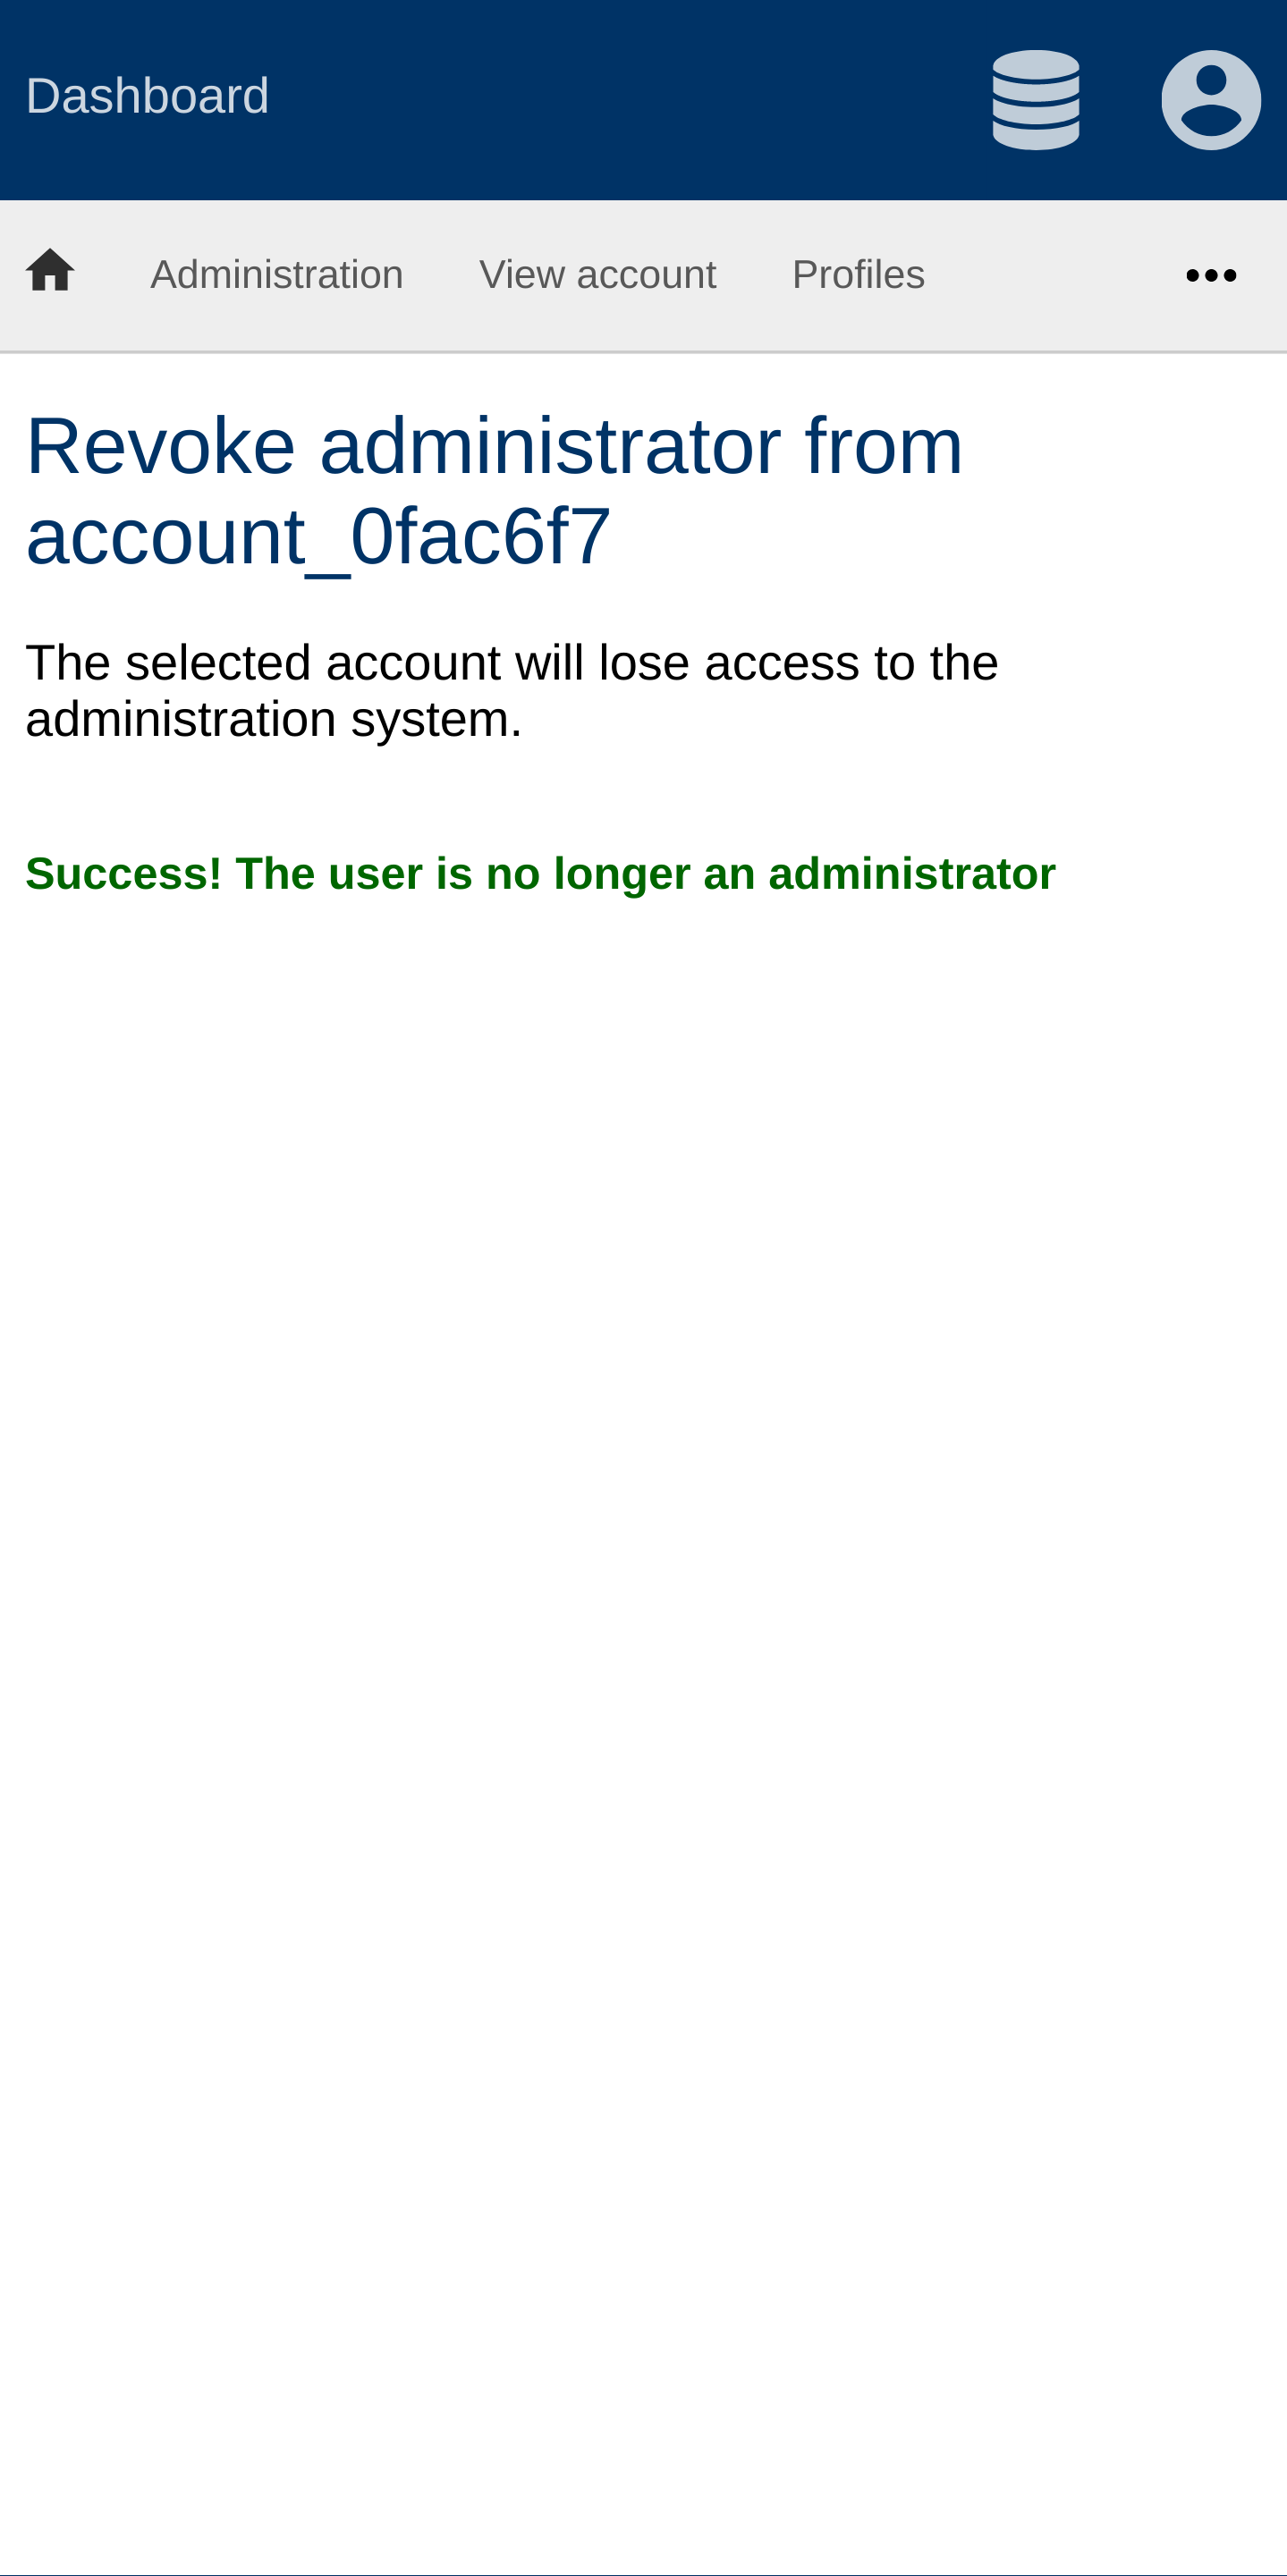 Dashboard
Administration View account Profiles
Revoke administrator from
account_0fac6f7
The selected account will lose access to the
administration system.
Success! The user is no longer an administrator